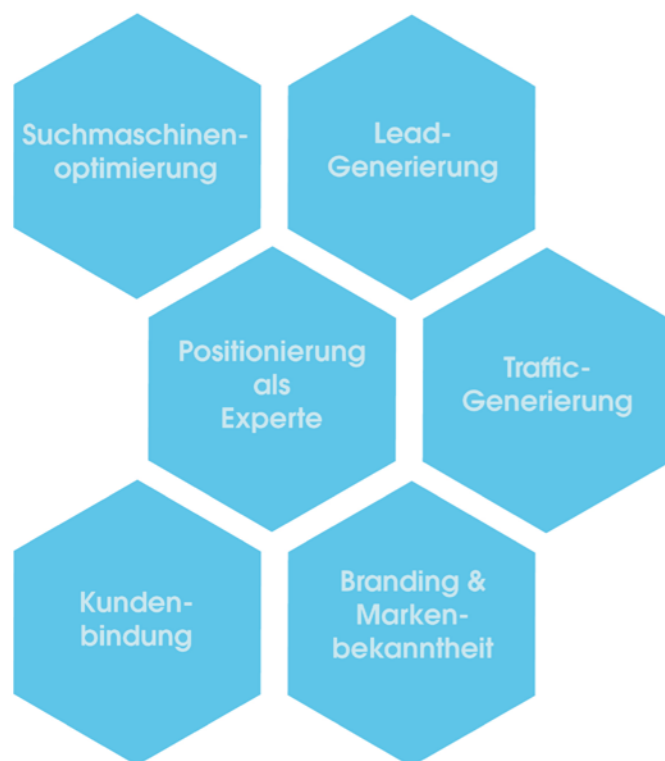 Suchmaschinen-
optimierung
Lead-
Generierung
Positionierung
als
Experte
Traffic-
Generierung
Kunden-
bindung
Branding &
Marken-
bekanntheit